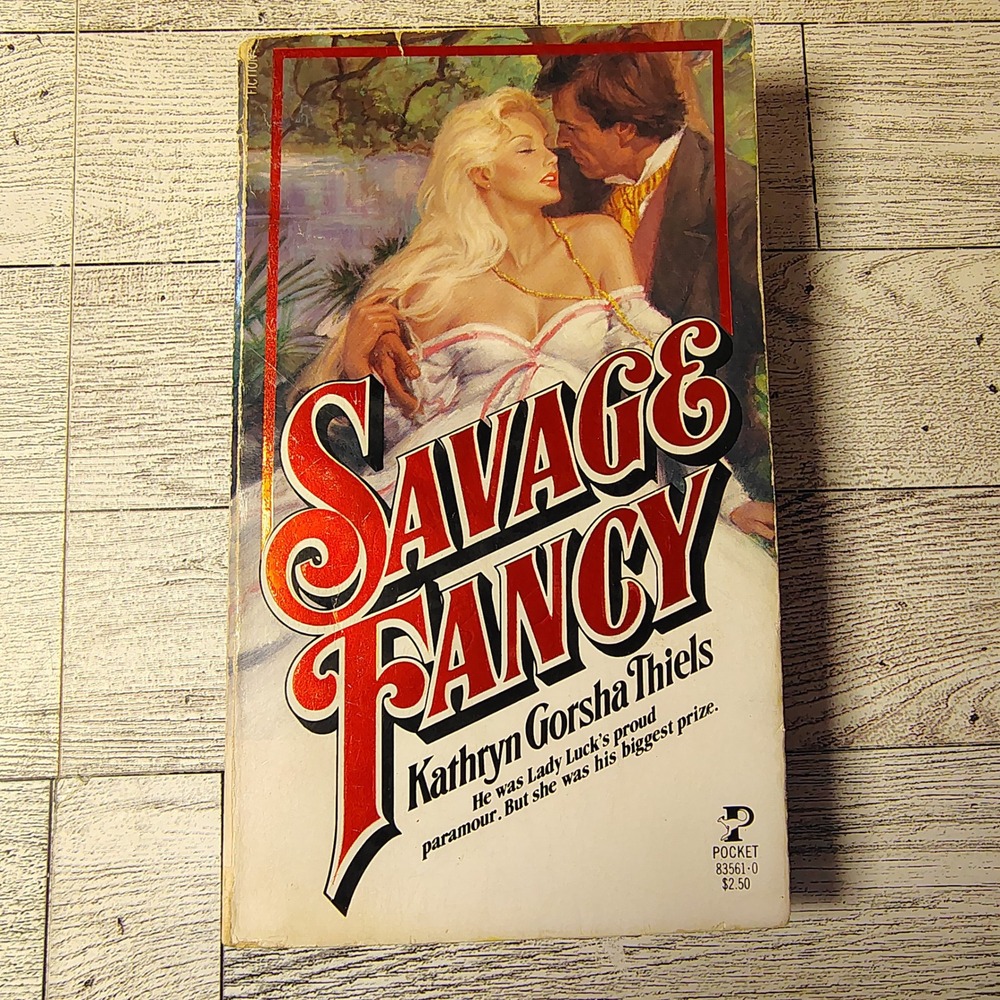 FICTION
SAVAGE
FANCY
Kathryn Gorsha Thiels
He was Lady Luck's proud
paramour. But she was his biggest prize.
POCKET
83561-0
$2.50